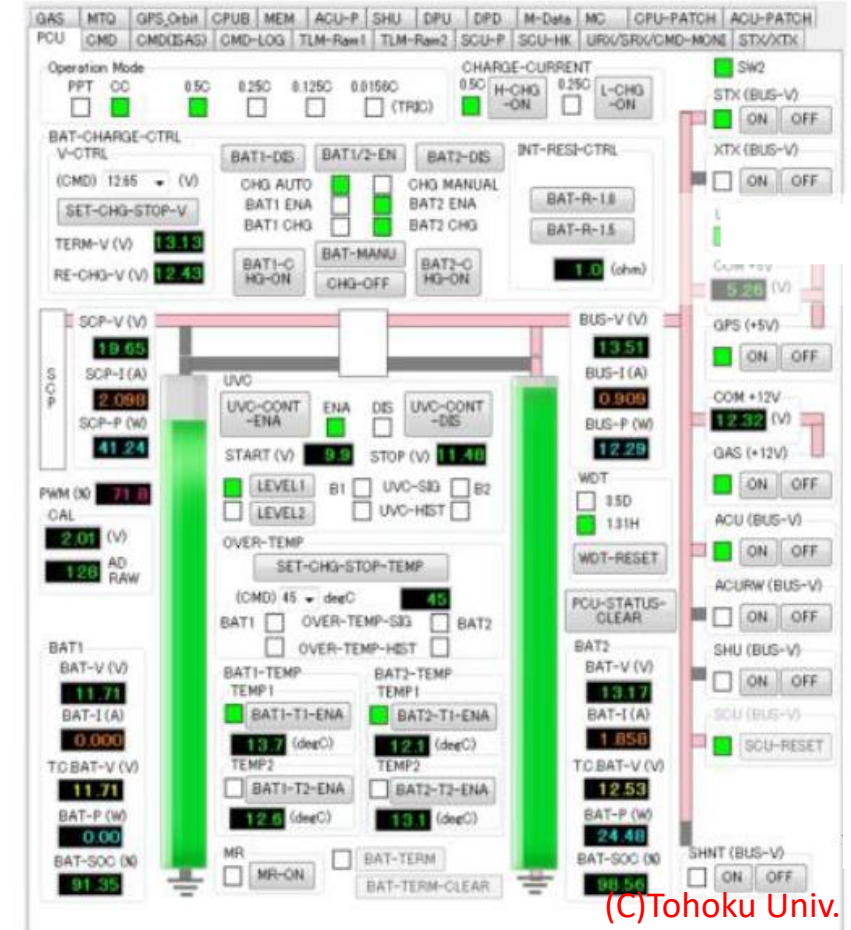 GAS MTQ GPS_Orbit CPUB MEM ACU-P SHU DPU DPD M-Data MC CPU-PATCH ACU-PATCH
PCU CMD CMD(ISAS) CMD-LOG TLM-Raw1 TLM-Raw2 SCU-P SCU-HK URX/SRX/CMD-MONI STX/XTX
Operation Mode
PPT CC 0.5C 0.25C 0.125C 0.0156C
(TRIC)
CHARGE-CURRENT
0.5C H-CHG-ON 0.25C L-CHG-ON
SW2
STX (BUS-V)
ON OFF
XTX (BUS-V)
ON OFF
BAT-CHARGE-CTRL
V-CTRL
(CMD) 12.65 (V)
SET-CHG-STOP-V
TERM-V (V) 13.13
RE-CHG-V (V) 12.43
BAT1-DIS BAT1/2-EN BAT2-DIS
CHG AUTO CHG MANUAL
BAT1 ENA BAT2 ENA
BAT1 CHG BAT2 CHG
BAT1-C
HG-ON
BAT-MANU
CHG-OFF
BAT2-C
HG-ON
INT-RESI-CTRL
BAT-R-1.0
BAT-R-1.5
1.0 (ohm)
COM +5V
5.26 (V)
GPS (+5V)
ON OFF
COM +12V
12.32 (V)
GAS (+12V)
ON OFF
ACU (BUS-V)
ON OFF
ACURW (BUS-V)
ON OFF
SHU (BUS-V)
ON OFF
SCU (BUS-V)
SCU-RESET
SHNT (BUS-V)
ON OFF
SCP
SCP-V (V)
19.65
SCP-I (A)
2.098
SCP-P (W)
41.24
PWM (%) 71.8
CAL
2.01 (V)
126 AD
RAW
UVC
UVC-CONT
-ENA
ENA DIS
UVC-CONT
-DIS
START (V) 9.9 STOP (V) 11.48
LEVEL1 B1 UVC-SIG B2
LEVEL2 UVC-HIST
OVER-TEMP
SET-CHG-STOP-TEMP
(CMD) 45 degC 45
BAT1 OVER-TEMP-SIG BAT2
OVER-TEMP-HIST
BAT1-TEMP
TEMP1
BAT1-T1-ENA
13.7 (degC)
TEMP2
BAT1-T2-ENA
12.6 (degC)
BAT2-TEMP
TEMP1
BAT2-T1-ENA
12.1 (degC)
TEMP2
BAT2-T2-ENA
13.1 (degC)
MR
MR-ON
BAT-TERM
BAT-TERM-CLEAR
BUS-V (V)
13.51
BUS-I (A)
0.909
BUS-P (W)
12.29
WDT
3.5D
1.31H
WDT-RESET
PCU-STATUS-
CLEAR
BAT1
BAT-V (V)
11.71
BAT-I (A)
0.000
T.C.BAT-V (V)
11.71
BAT-P (W)
0.00
BAT-SOC (%)
91.35
BAT2
BAT-V (V)
13.17
BAT-I (A)
1.858
T.C.BAT-V (V)
12.53
BAT-P (W)
24.48
BAT-SOC (%)
98.56
(C)Tohoku Univ.